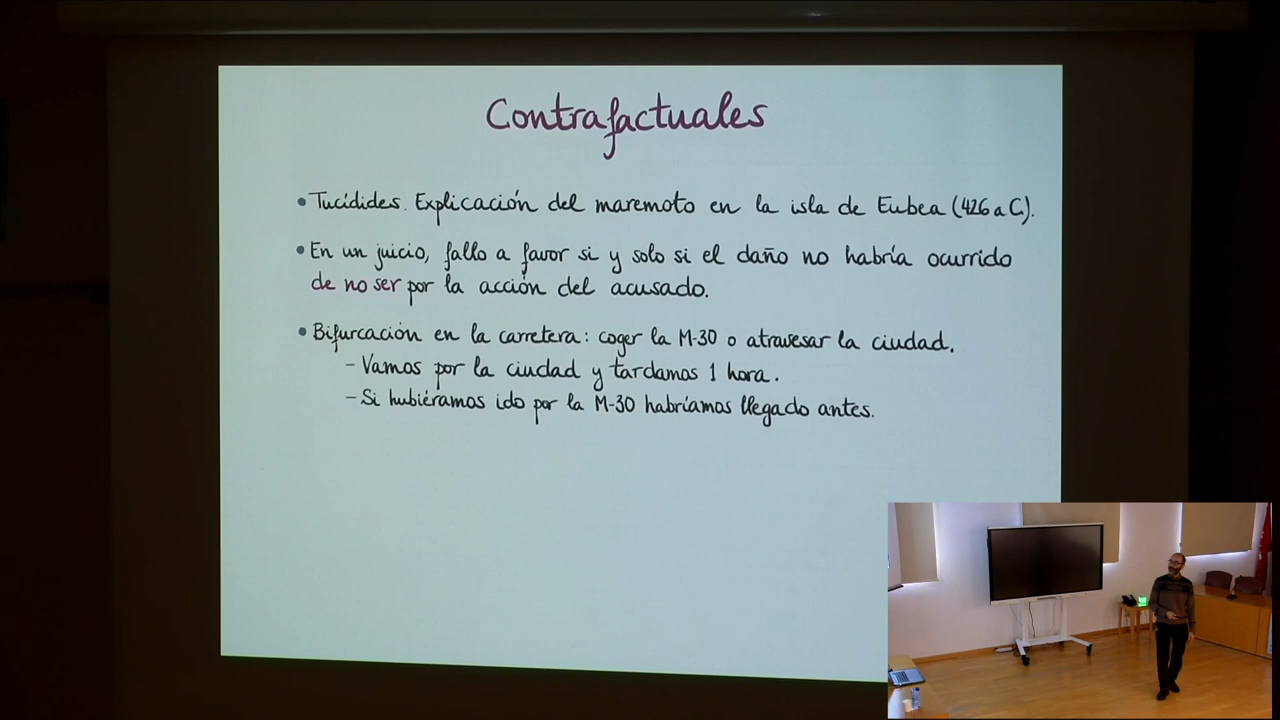 Contrafactuales
• Tucídides. Explicación del maremoto en la isla de Eubea (426 a C).
• En un juicio, fallo a favor si y solo si el daño no habría ocurrido
de no ser por la acción del acusado.
• Bifurcación en la carretera: coger la M-30 o atravesar la ciudad.
– Vamos por la ciudad y tardamos 1 hora.
– Si hubiéramos ido por la M-30 habríamos llegado antes.